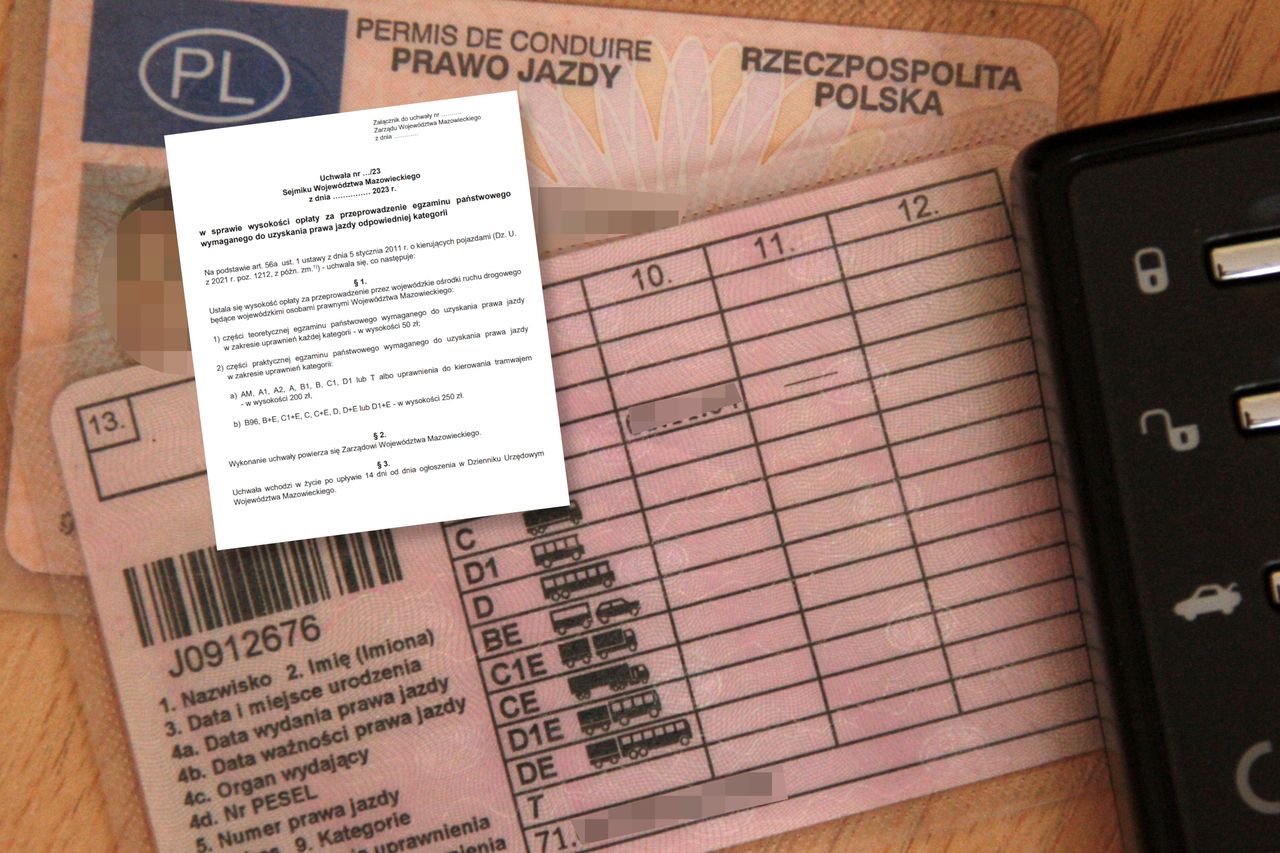 PL
PERMIS DE CONDUIRE
PRAWO JAZDY
RZECZPOSPOLITA
POLSKA
Załącznik do uchwały nr ..........
Zarządu Województwa Mazowieckiego
z dnia ............
Uchwała nr .../23
Sejmiku Województwa Mazowieckiego
z dnia ............... 2023 r.
w sprawie wysokości opłaty za przeprowadzenie egzaminu państwowego
wymaganego do uzyskania prawa jazdy odpowiedniej kategorii
Na podstawie art. 56a ust. 1 ustawy z dnia 5 stycznia 2011 r. o kierujących pojazdami (Dz. U.
z 2021 r. poz. 1212, z późn. zm.¹⁾) - uchwala się, co następuje:
§ 1.
Ustala się wysokość opłaty za przeprowadzenie przez wojewódzkie ośrodki ruchu drogowego
będące wojewódzkimi osobami prawnymi Województwa Mazowieckiego:
1) części teoretycznej egzaminu państwowego wymaganego do uzyskania prawa jazdy
w zakresie uprawnień każdej kategorii - w wysokości 50 zł;
2) części praktycznej egzaminu państwowego wymaganego do uzyskania prawa jazdy
w zakresie uprawnień kategorii:
a) AM, A1, A2, A, B1, B, C1, D1 lub T albo uprawnienia do kierowania tramwajem
- w wysokości 200 zł,
b) B96, B+E, C1+E, C, C+E, D, D+E lub D1+E - w wysokości 250 zł.
§ 2.
Wykonanie uchwały powierza się Zarządowi Województwa Mazowieckiego.
§ 3.
Uchwała wchodzi w życie po upływie 14 dni od dnia ogłoszenia w Dzienniku Urzędowym
Województwa Mazowieckiego.
10.
11.
12.
13.
C
D1
D
BE
C1E
CE
D1E
DE
T
71.
J0912676
1. Nazwisko 2. Imię (Imiona)
3. Data i miejsce urodzenia
4a. Data wydania prawa jazdy
4b. Data ważności prawa jazdy
4c. Organ wydający
4d. Nr PESEL
5. Numer prawa jazdy
9. Kategorie
uprawnienia